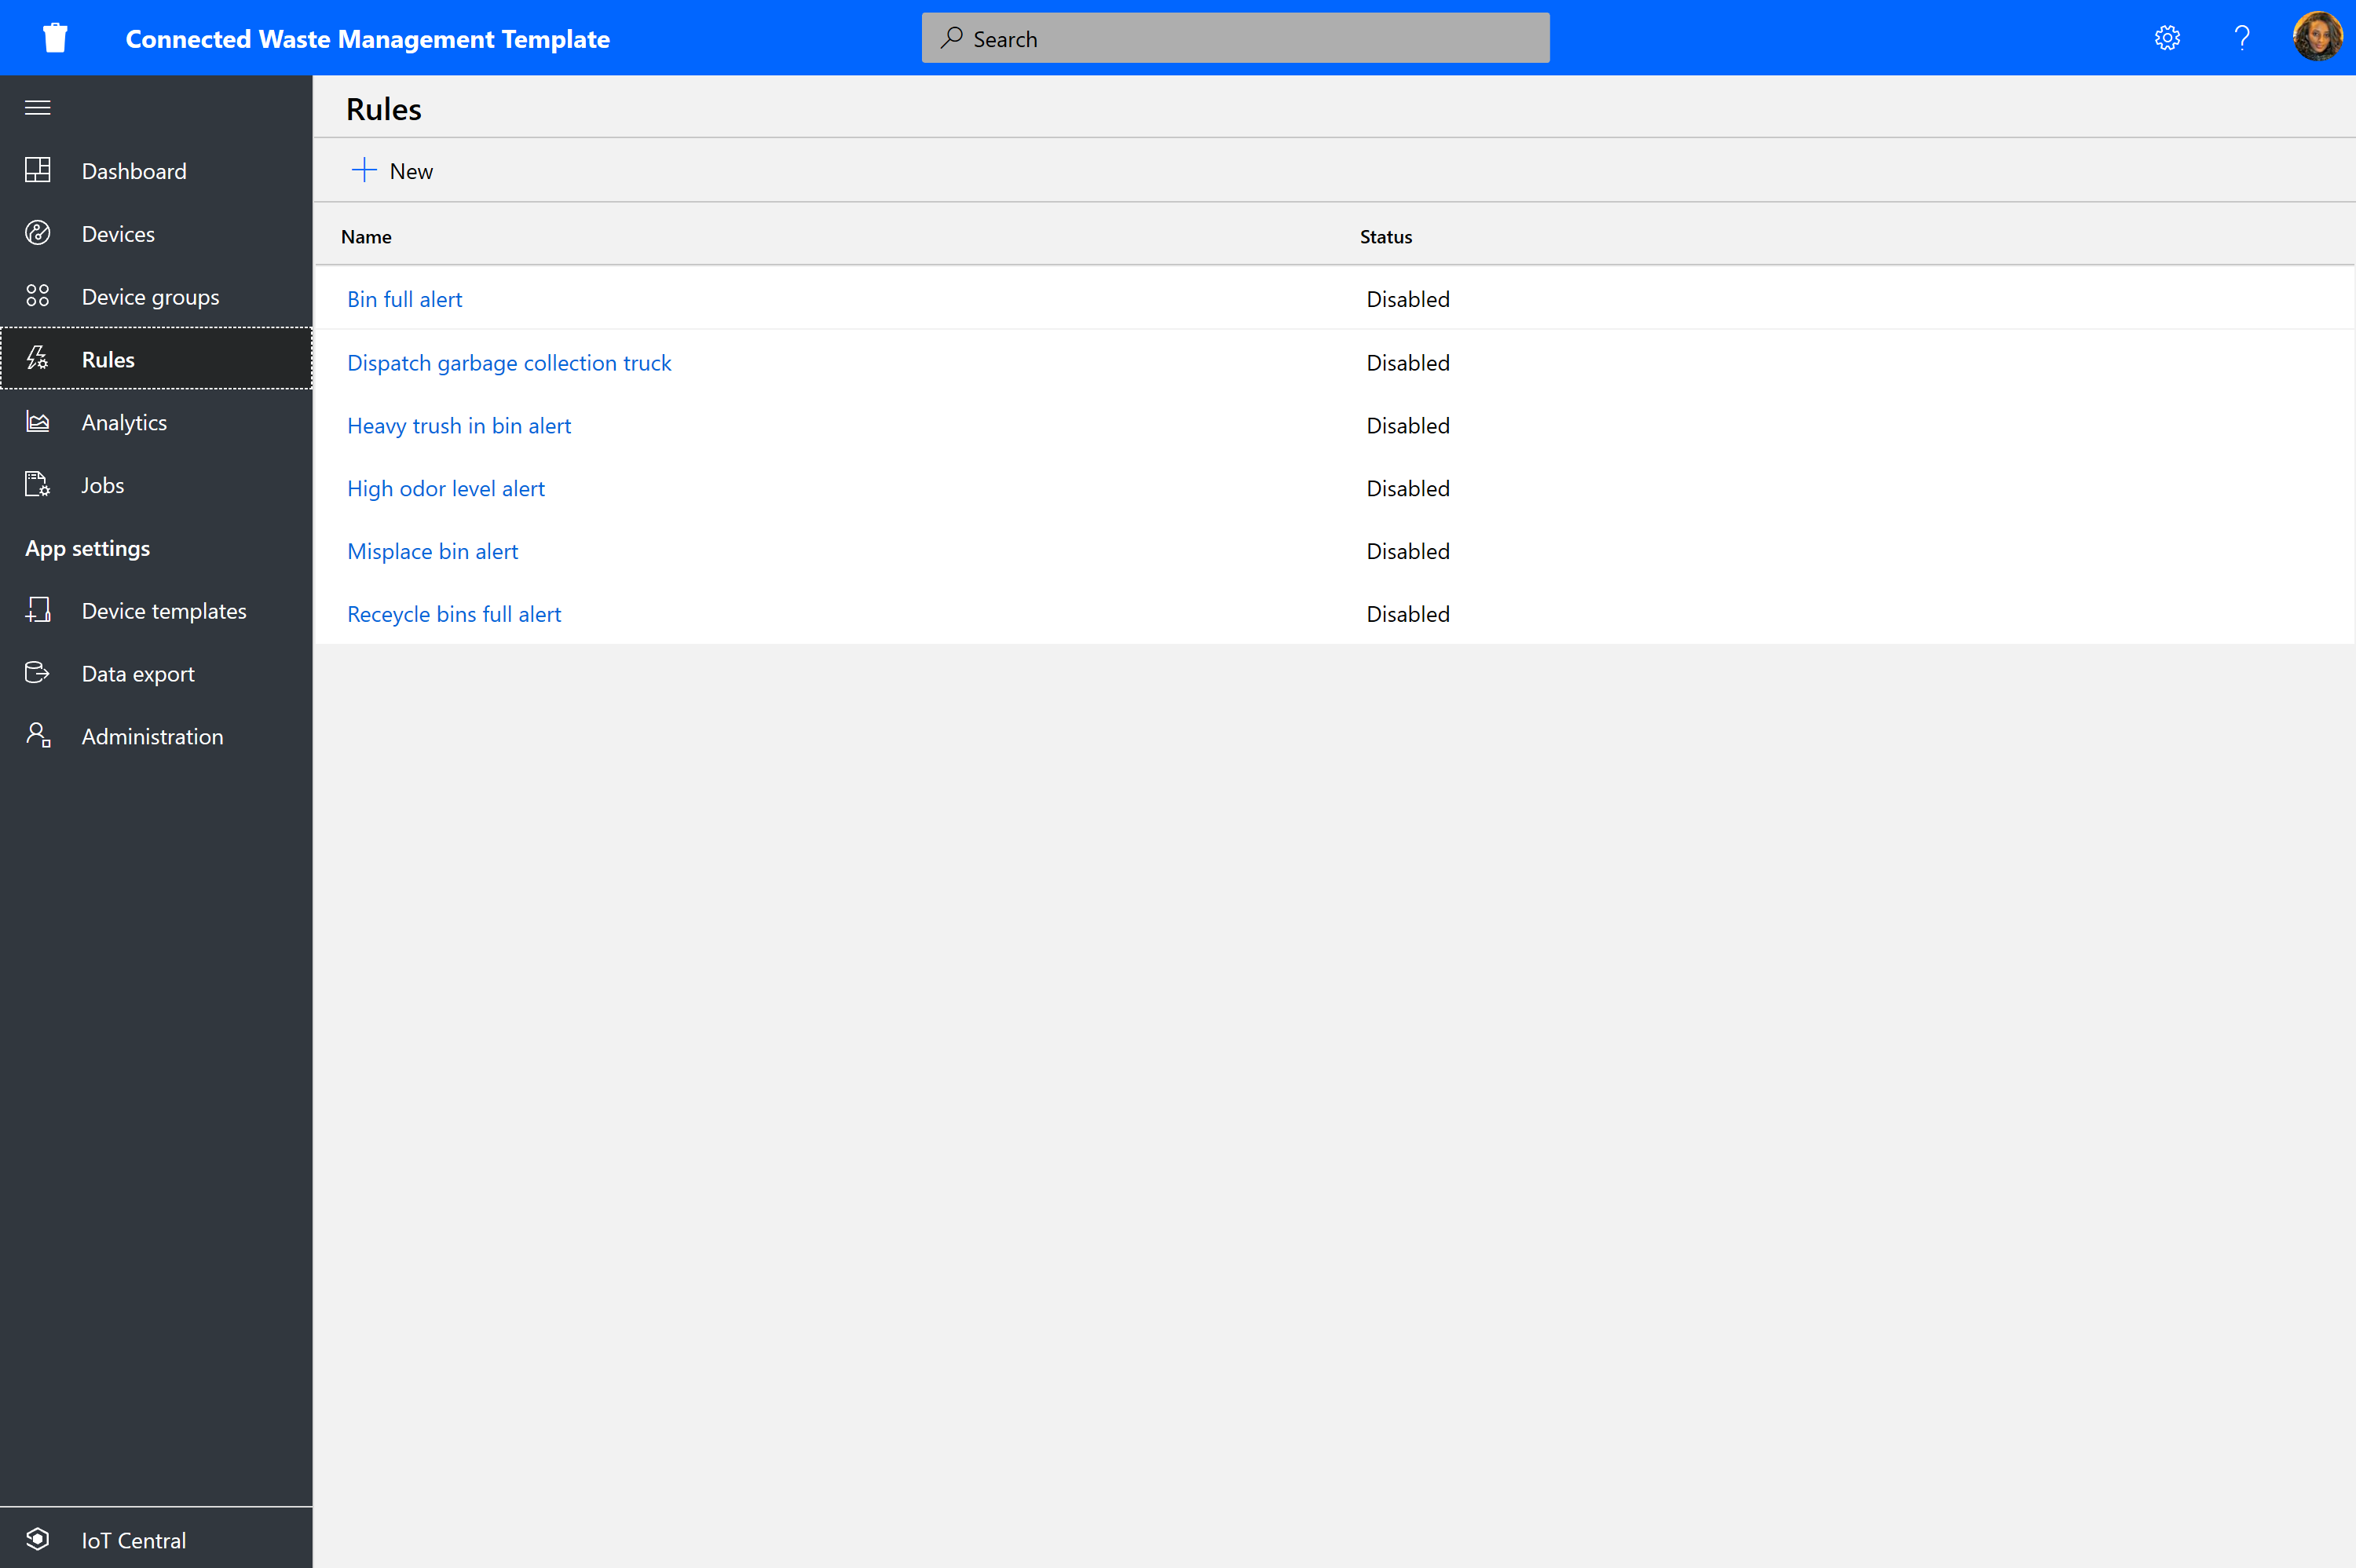 Connected Waste Management Template
Search
Rules
New
Name Status
Bin full alert Disabled
Dispatch garbage collection truck Disabled
Heavy trush in bin alert Disabled
High odor level alert Disabled
Misplace bin alert Disabled
Receycle bins full alert Disabled
Dashboard
Devices
Device groups
Rules
Analytics
Jobs
App settings
Device templates
Data export
Administration
IoT Central